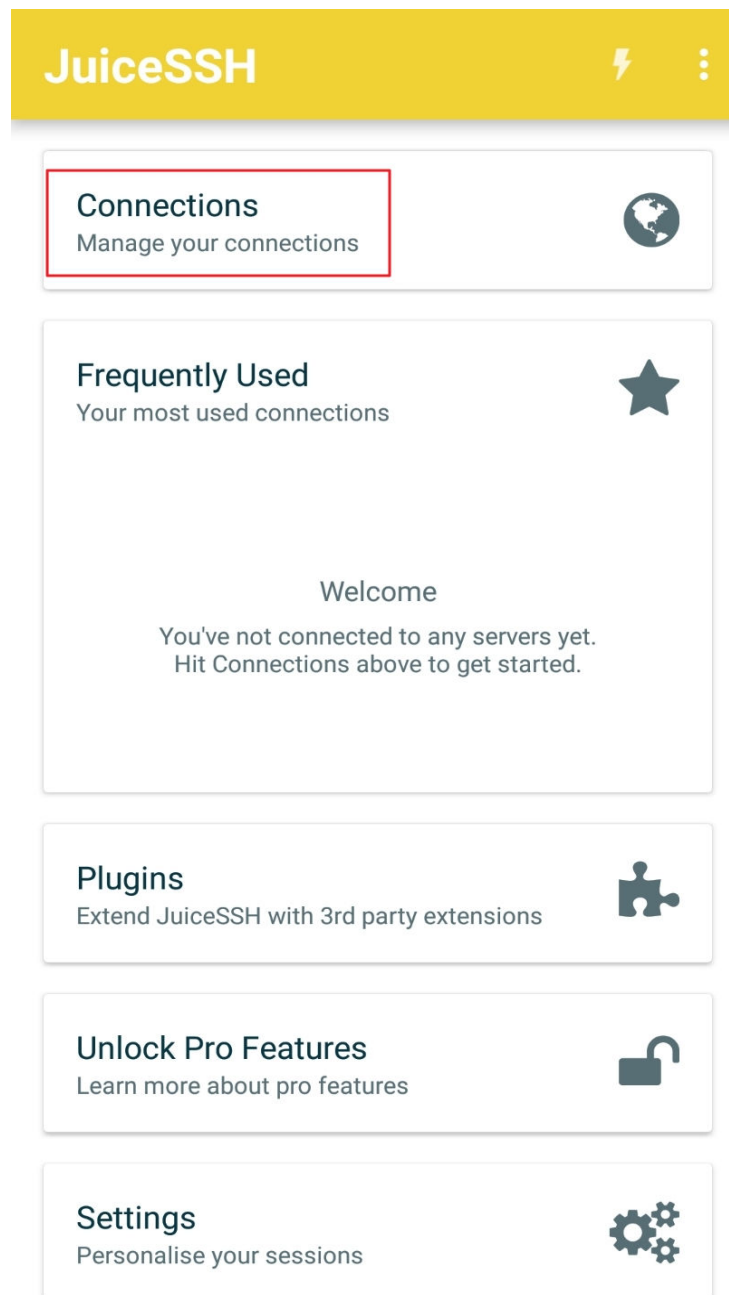 JuiceSSH
Connections
Manage your connections
Frequently Used
Your most used connections
Welcome
You've not connected to any servers yet.
Hit Connections above to get started.
Plugins
Extend JuiceSSH with 3rd party extensions
Unlock Pro Features
Learn more about pro features
Settings
Personalise your sessions